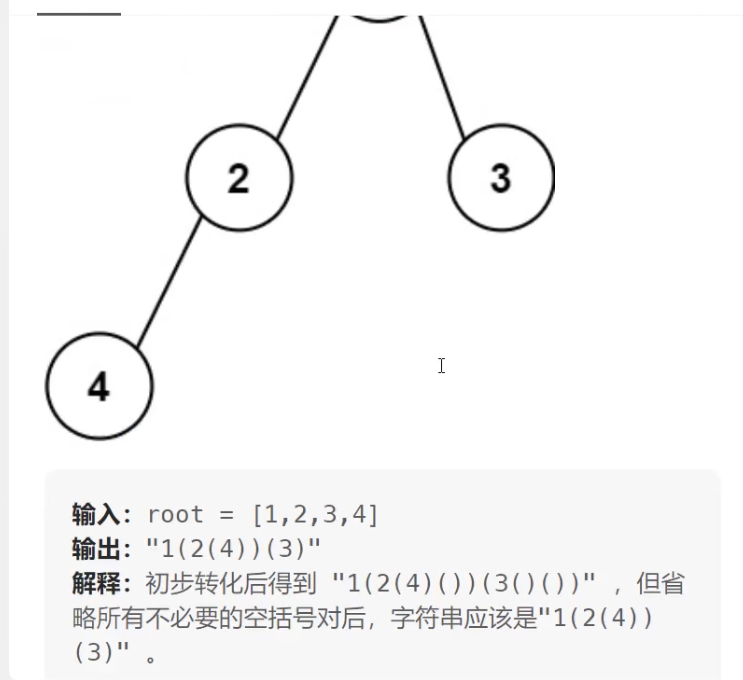 2
3
4
输入：root = [1,2,3,4]
输出："1(2(4))(3)"
解释：初步转化后得到 "1(2(4)())(3()())" ，但省
略所有不必要的空括号对后，字符串应该是"1(2(4))
(3)" 。